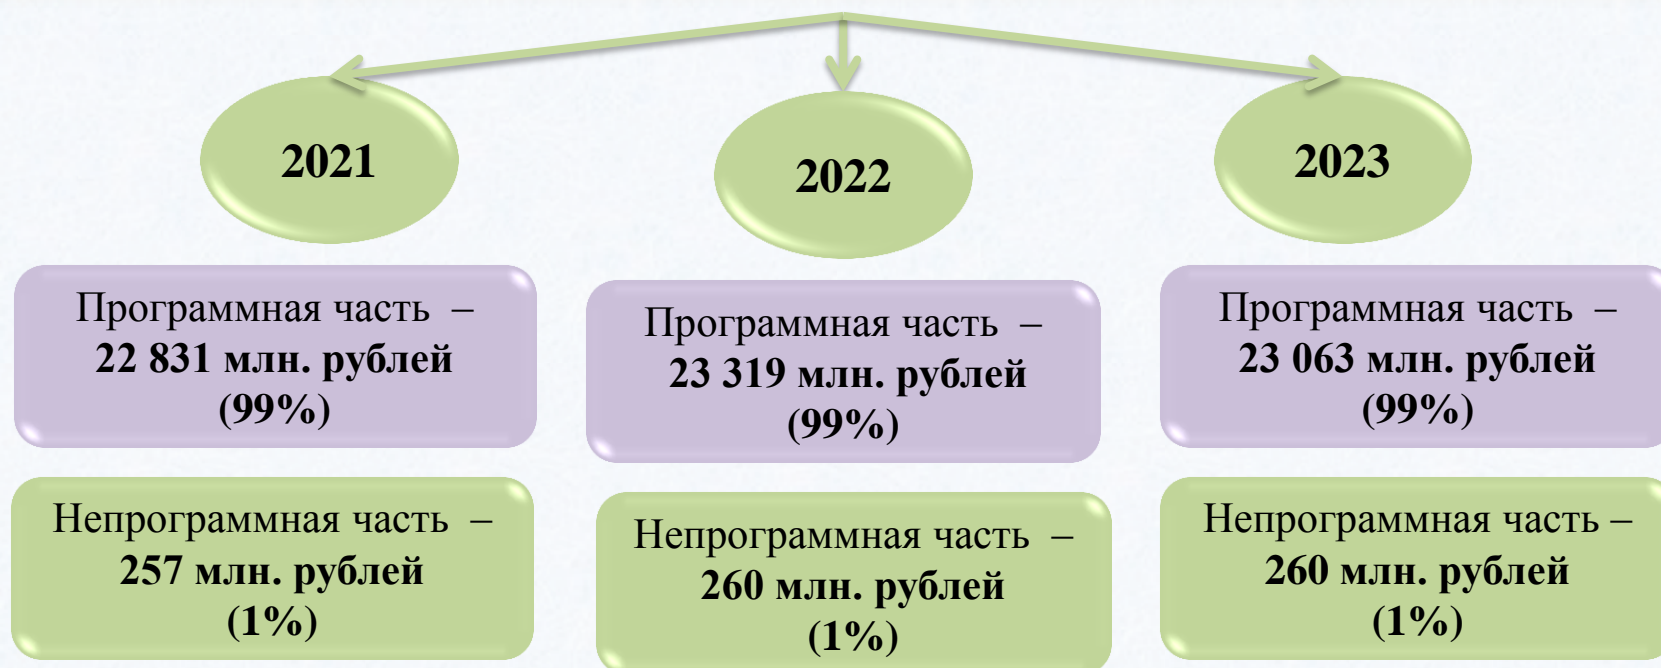 2021
2022
2023
Программная часть –
22 831 млн. рублей
(99%)
Программная часть –
23 319 млн. рублей
(99%)
Программная часть –
23 063 млн. рублей
(99%)
Непрограммная часть –
257 млн. рублей
(1%)
Непрограммная часть –
260 млн. рублей
(1%)
Непрограммная часть –
260 млн. рублей
(1%)